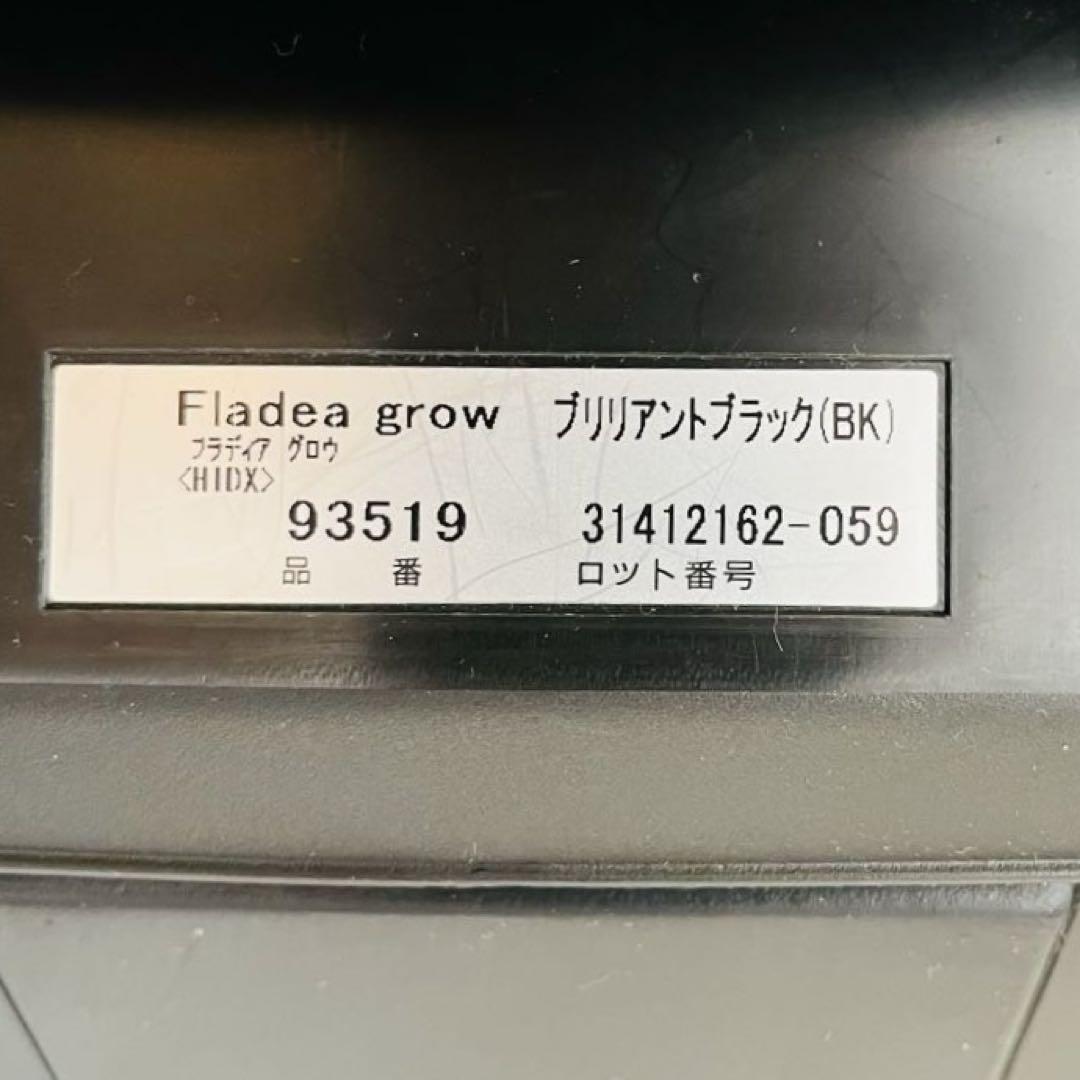 Fladea grow ブリリアントブラック(BK)
フラディア グロウ
<HIDX>
93519 31412162-059
品 番 ロット番号